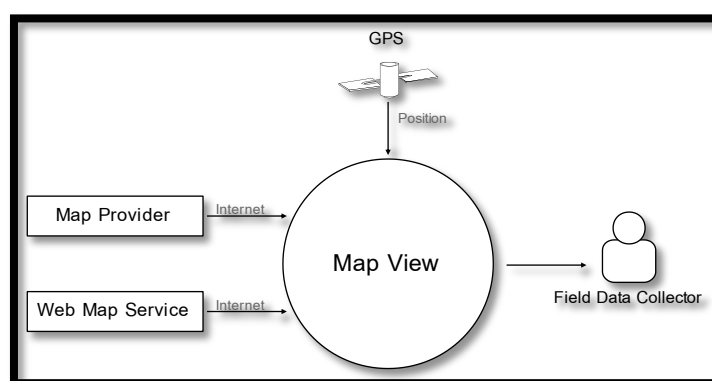 GPS
Position
Map Provider
Internet
Map View
Web Map Service
Internet
Field Data Collector